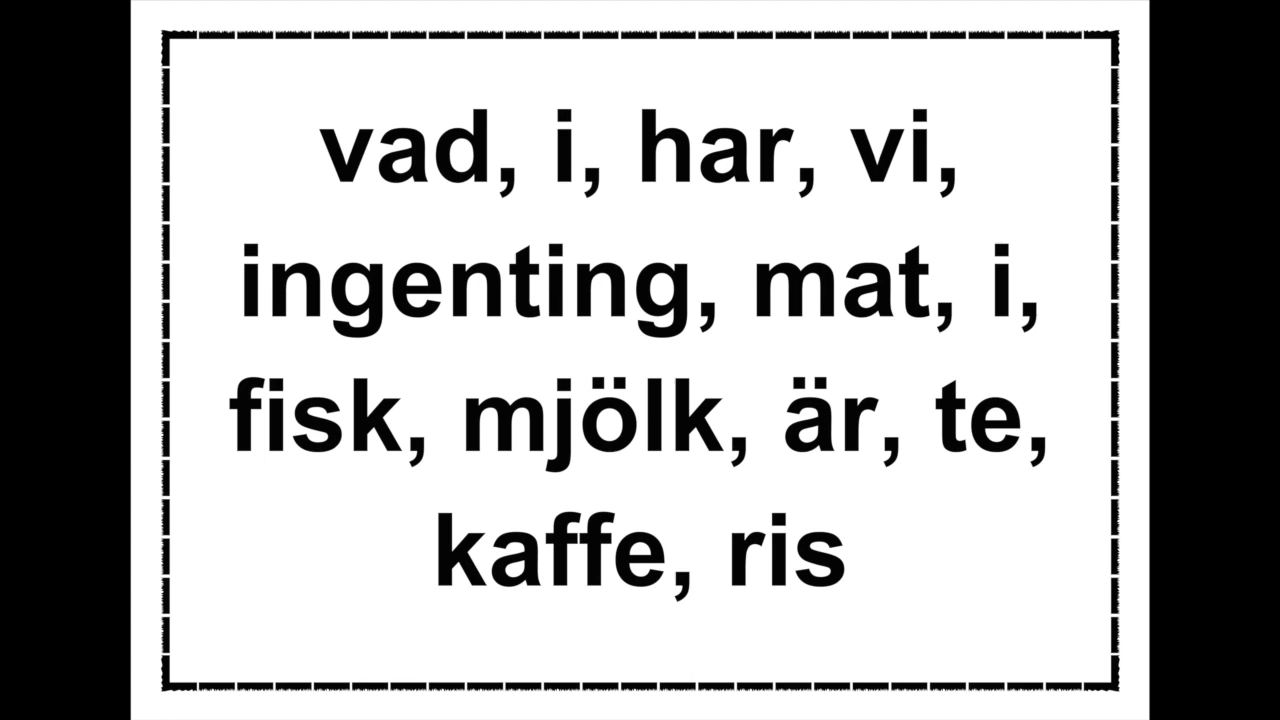 vad, i, har, vi,
ingenting, mat, i,
fisk, mjölk, är, te,
kaffe, ris